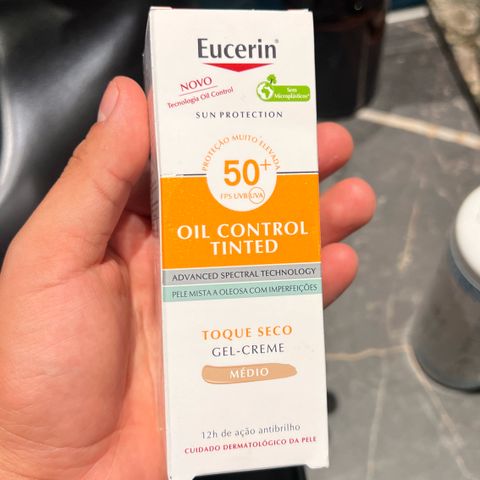 Eucerin®
NOVO
Tecnologia Oil Control
Sem
Microplásticos*
SUN PROTECTION
PROTEÇÃO MUITO ELEVADA
50+
FPS UVB UVA
OIL CONTROL
TINTED
ADVANCED SPECTRAL TECHNOLOGY
PELE MISTA A OLEOSA COM IMPERFEIÇÕES
TOQUE SECO
GEL-CREME
MÉDIO
12h de ação antibrilho
CUIDADO DERMATOLÓGICO DA PELE